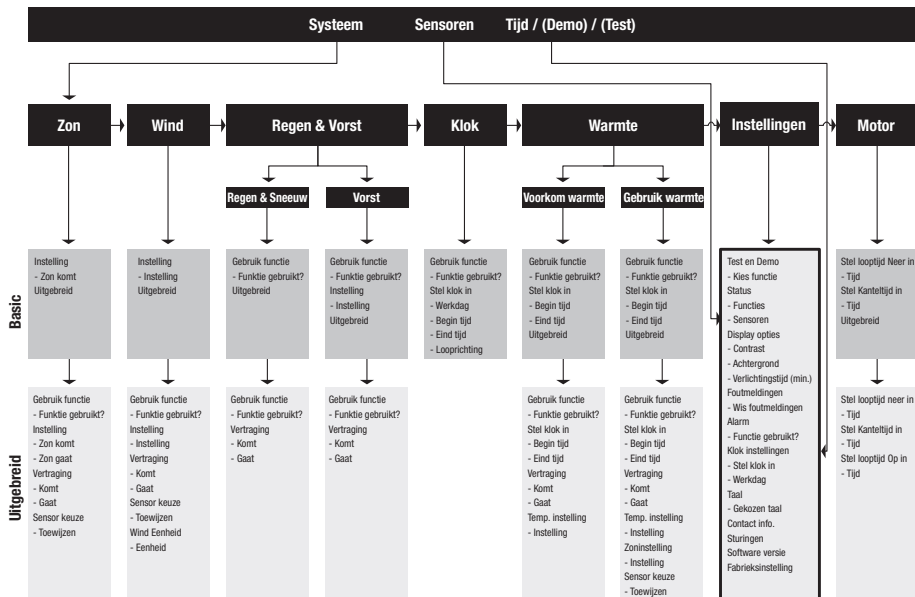 Systeem Sensoren Tijd / (Demo) / (Test)
Zon Wind Regen & Vorst Klok Warmte Instellingen Motor
Regen & Sneeuw Vorst Voorkom warmte Gebruik warmte
Basic
Instelling
- Zon komt
Uitgebreid
Instelling
- Instelling
Uitgebreid
Gebruik functie
- Funktie gebruikt?
Uitgebreid
Gebruik functie
- Funktie gebruikt?
Instelling
- Instelling
Uitgebreid
Gebruik functie
- Funktie gebruikt?
Stel klok in
- Werkdag
- Begin tijd
- Eind tijd
- Looprichting
Gebruik functie
- Funktie gebruikt?
Stel klok in
- Begin tijd
- Eind tijd
Uitgebreid
Gebruik functie
- Funktie gebruikt?
Stel klok in
- Begin tijd
- Eind tijd
Uitgebreid
Test en Demo
- Kies functie
Status
- Functies
- Sensoren
Display opties
- Contrast
- Achtergrond
- Verlichtingstijd (min.)
Foutmeldingen
- Wis foutmeldingen
Alarm
- Functie gebruikt?
Klok instellingen
- Stel klok in
- Werkdag
Taal
- Gekozen taal
Contact info.
Sturingen
Software versie
Fabrieksinstelling
Stel looptijd Neer in
- Tijd
Stel Kanteltijd in
- Tijd
Uitgebreid
Uitgebreid
Gebruik functie
- Funktie gebruikt?
Instelling
- Zon komt
- Zon gaat
Vertraging
- Komt
- Gaat
Sensor keuze
- Toewijzen
Gebruik functie
- Funktie gebruikt?
Instelling
- Instelling
Vertraging
- Komt
- Gaat
Sensor keuze
- Toewijzen
Wind Eenheid
- Eenheid
Gebruik functie
- Funktie gebruikt?
Vertraging
- Komt
- Gaat
Gebruik functie
- Funktie gebruikt?
Vertraging
- Komt
- Gaat
Gebruik functie
- Funktie gebruikt?
Stel klok in
- Begin tijd
- Eind tijd
Vertraging
- Komt
- Gaat
Temp. instelling
- Instelling
Gebruik functie
- Funktie gebruikt?
Stel klok in
- Begin tijd
- Eind tijd
Vertraging
- Komt
- Gaat
Temp. instelling
- Instelling
Zoninstelling
- Instelling
Sensor keuze
- Toewijzen
Stel looptijd neer in
- Tijd
Stel Kanteltijd in
- Tijd
Stel looptijd Op in
- Tijd